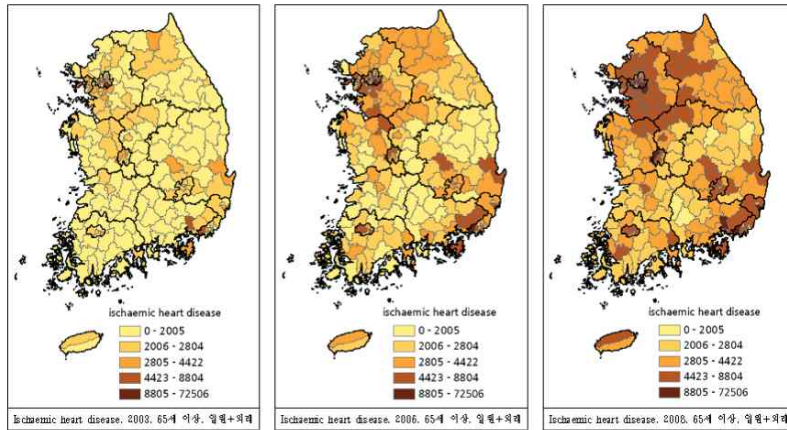 ischaemic heart disease
0 - 2005
2006 - 2804
2805 - 4422
4423 - 8804
8805 - 72506
Ischaemic heart disease. 2003. 65세 이상. 입원+외래
ischaemic heart disease
0 - 2005
2006 - 2804
2805 - 4422
4423 - 8804
8805 - 72506
Ischaemic heart disease. 2006. 65세 이상. 입원+외래
ischaemic heart disease
0 - 2005
2006 - 2804
2805 - 4422
4423 - 8804
8805 - 72506
Ischaemic heart disease. 2008. 65세 이상. 입원+외래